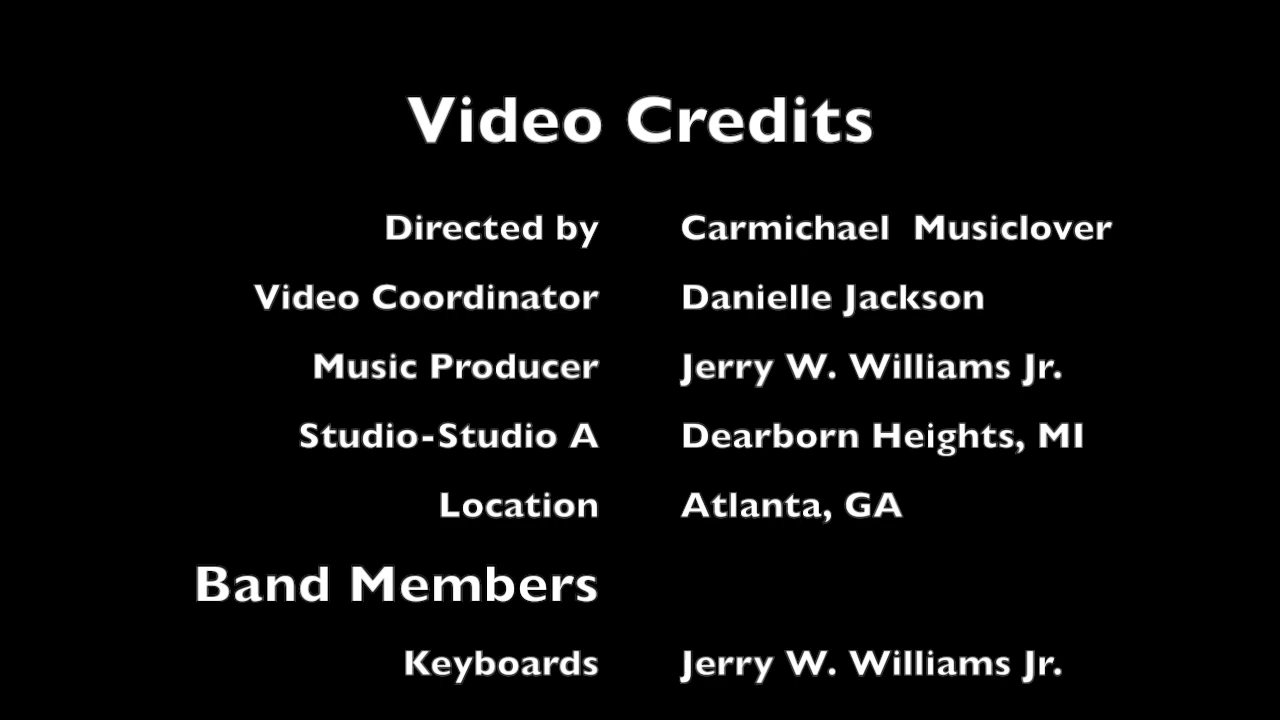 Video Credits
Directed by Carmichael Musiclover
Video Coordinator Danielle Jackson
Music Producer Jerry W. Williams Jr.
Studio-Studio A Dearborn Heights, MI
Location Atlanta, GA
Band Members
Keyboards Jerry W. Williams Jr.